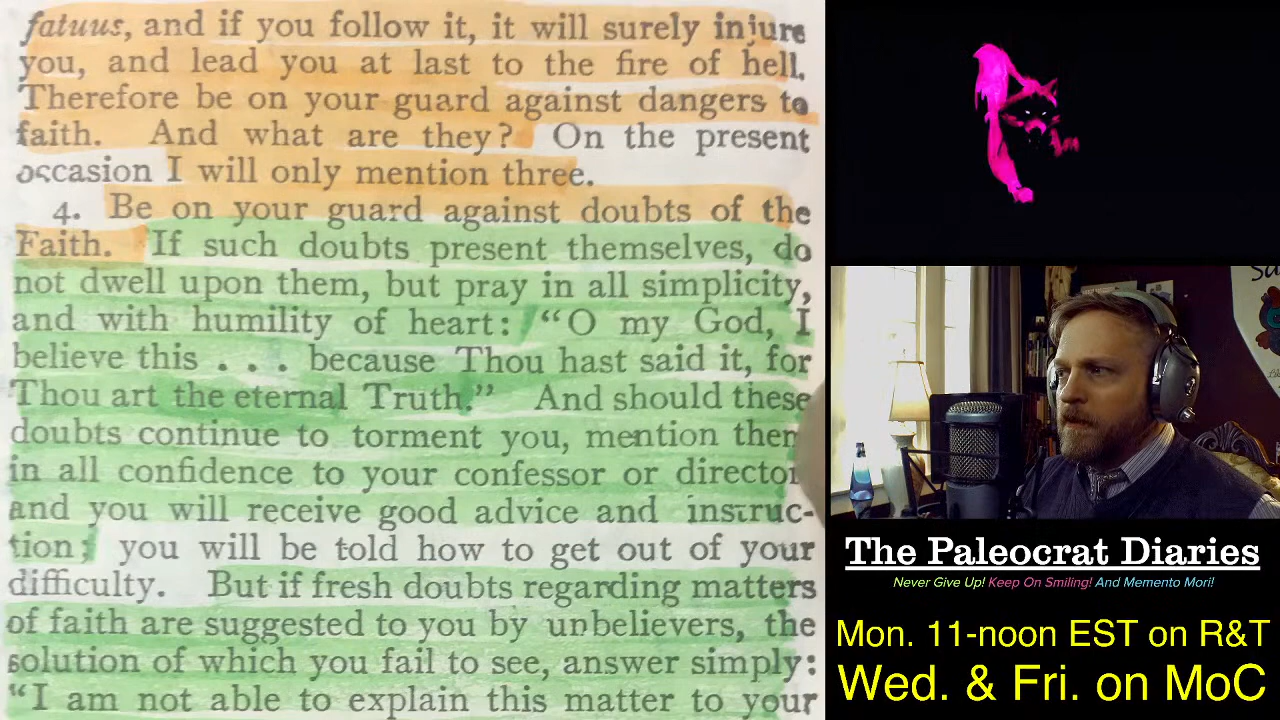 fatuus, and if you follow it, it will surely injure
you, and lead you at last to the fire of hell.
Therefore be on your guard against dangers to
faith. And what are they? On the present
occasion I will only mention three.
4. Be on your guard against doubts of the
Faith. If such doubts present themselves, do
not dwell upon them, but pray in all simplicity,
and with humility of heart: “O my God, I
believe this . . . because Thou hast said it, for
Thou art the eternal Truth.” And should these
doubts continue to torment you, mention them
in all confidence to your confessor or director
and you will receive good advice and instruc-
tion; you will be told how to get out of your
difficulty. But if fresh doubts regarding matters
of faith are suggested to you by unbelievers, the
solution of which you fail to see, answer simply:
“I am not able to explain this matter to your
The Paleocrat Diaries
Never Give Up! Keep On Smiling! And Memento Mori!
Mon. 11-noon EST on R&T
Wed. & Fri. on MoC